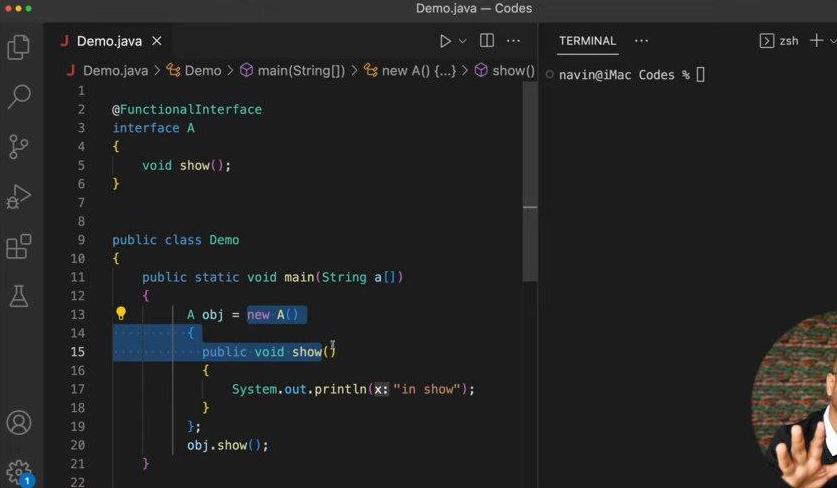 Demo.java — Codes
J Demo.java ×
TERMINAL ··· zsh
J Demo.java > Demo > main(String[]) > new A() {...} > show()
navin@iMac Codes %
1
2 @FunctionalInterface
3 interface A
4 {
5 void show();
6 }
7
8
9 public class Demo
10 {
11 public static void main(String a[])
12 {
13 A obj = new A()
14 {
15 public void show()
16 {
17 System.out.println(x:"in show");
18 }
19 };
20 obj.show();
21 }
22
1